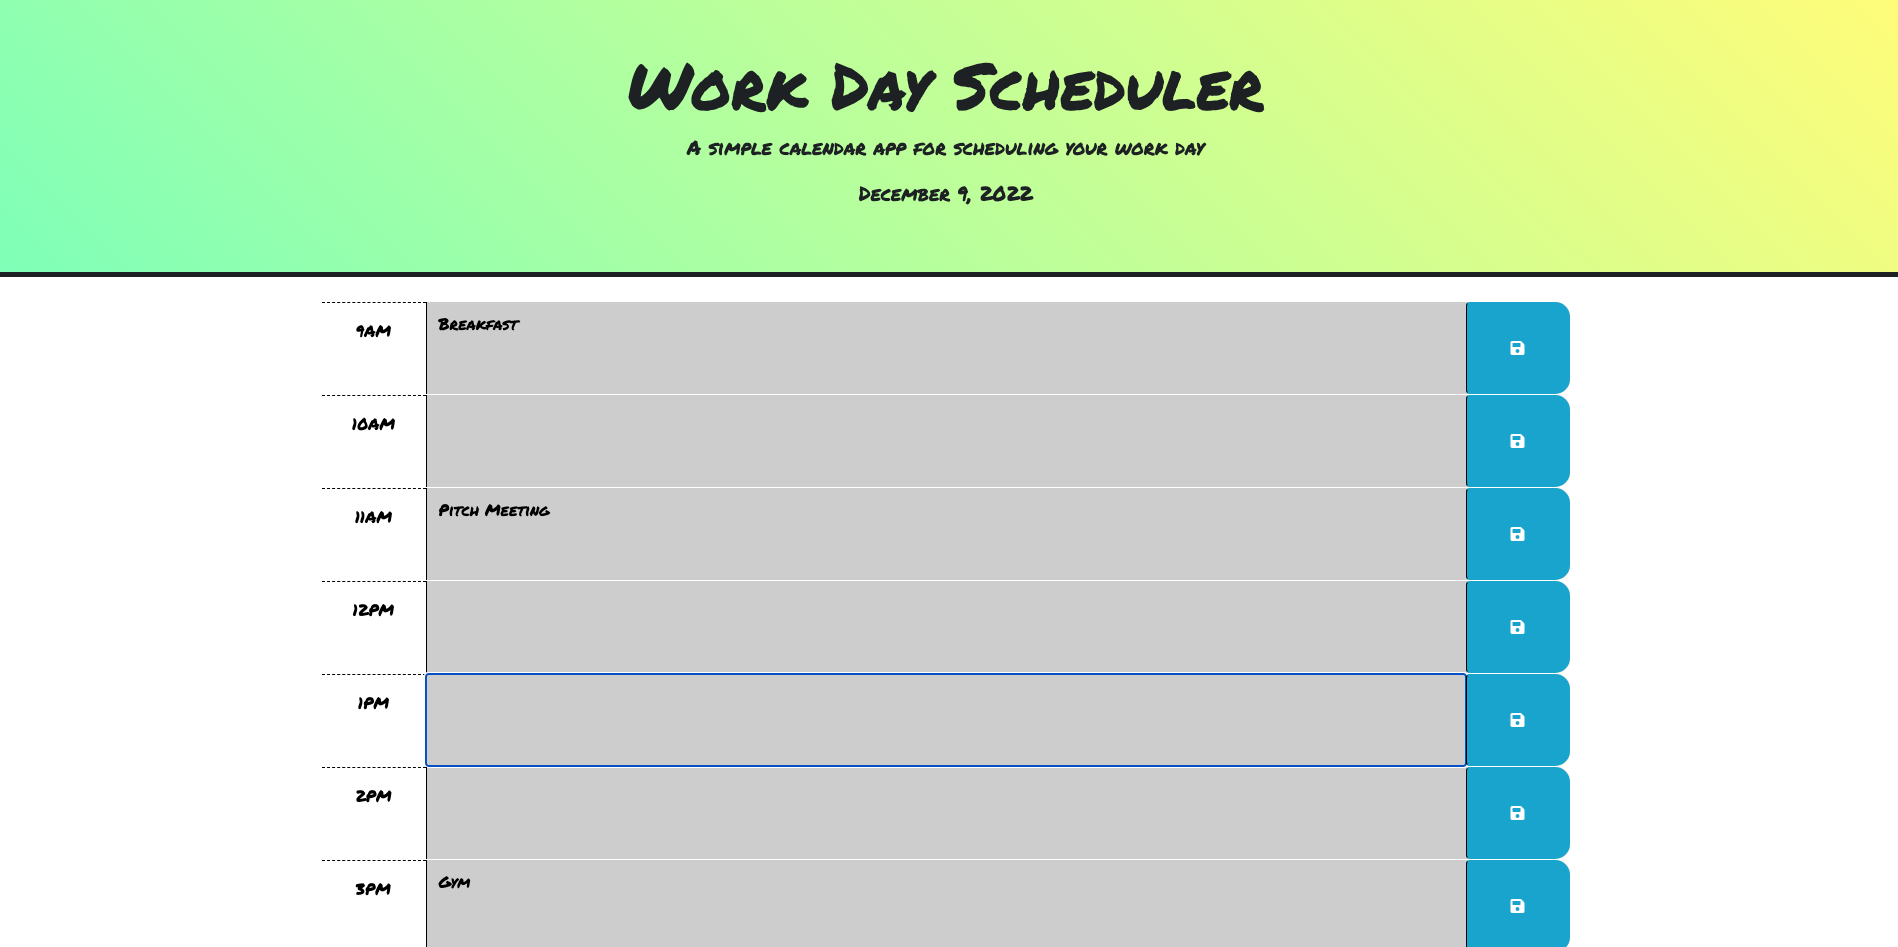 Work Day Scheduler
A simple calendar app for scheduling your work day
December 9, 2022
9AM
Breakfast
10AM
11AM
Pitch Meeting
12PM
1PM
2PM
3PM
Gym